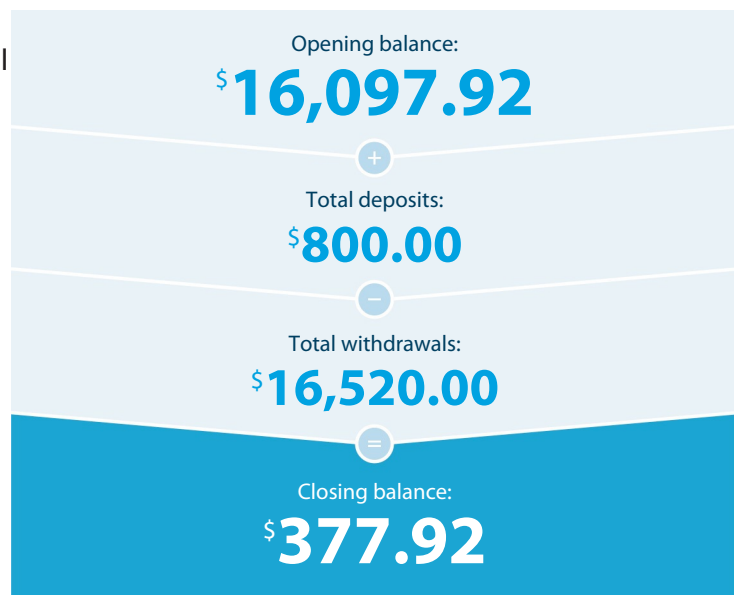 Opening balance:
$16,097.92
+
Total deposits:
$800.00
−
Total withdrawals:
$16,520.00
=
Closing balance:
$377.92